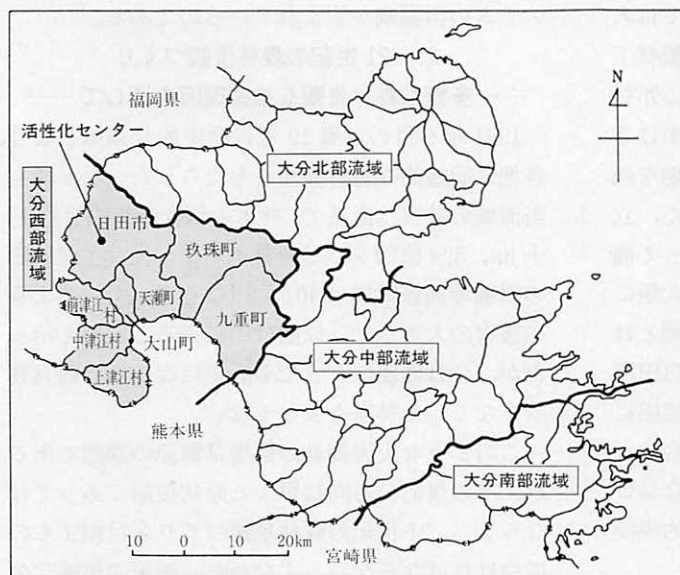 福岡県
N
活性化センター
大分西部流域
大分北部流域
日田市
玖珠町
前津江村
天瀬町
九重町
中津江村
大山町
上津江村
大分中部流域
熊本県
大分南部流域
宮崎県
10 0 10 20km